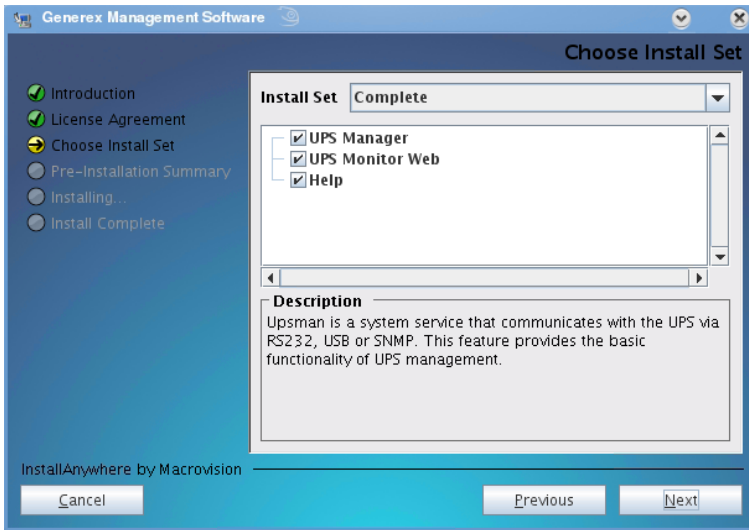 Generex Management Software
Choose Install Set
Introduction
License Agreement
Choose Install Set
Pre-Installation Summary
Installing...
Install Complete
Install Set Complete
UPS Manager
UPS Monitor Web
Help
Description
Upsman is a system service that communicates with the UPS via
RS232, USB or SNMP. This feature provides the basic
functionality of UPS management.
InstallAnywhere by Macrovision
Cancel
Previous
Next